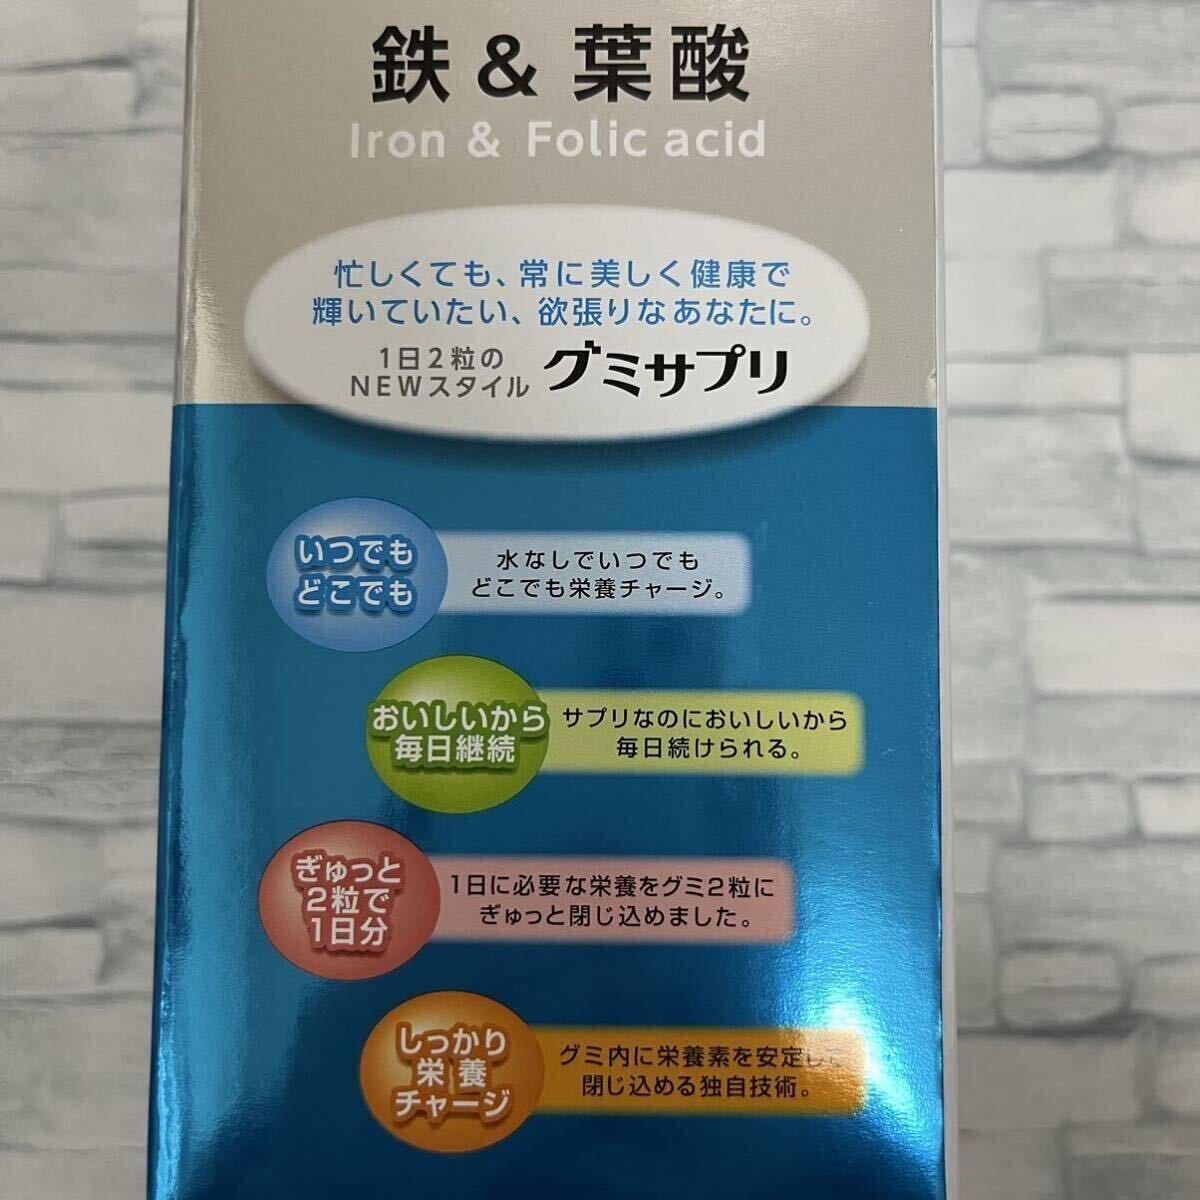 鉄 & 葉酸
Iron & Folic acid
忙しくても、常に美しく健康で
輝いていたい、欲張りなあなたに。
1日2粒の
NEWスタイル
グミサプリ
いつでも
どこでも
水なしでいつでも
どこでも栄養チャージ。
おいしいから
毎日継続
サプリなのにおいしいから
毎日続けられる。
ぎゅっと
2粒で
1日分
1日に必要な栄養をグミ2粒に
ぎゅっと閉じ込めました。
しっかり
栄養
チャージ
グミ内に栄養素を安定して
閉じ込める独自技術。